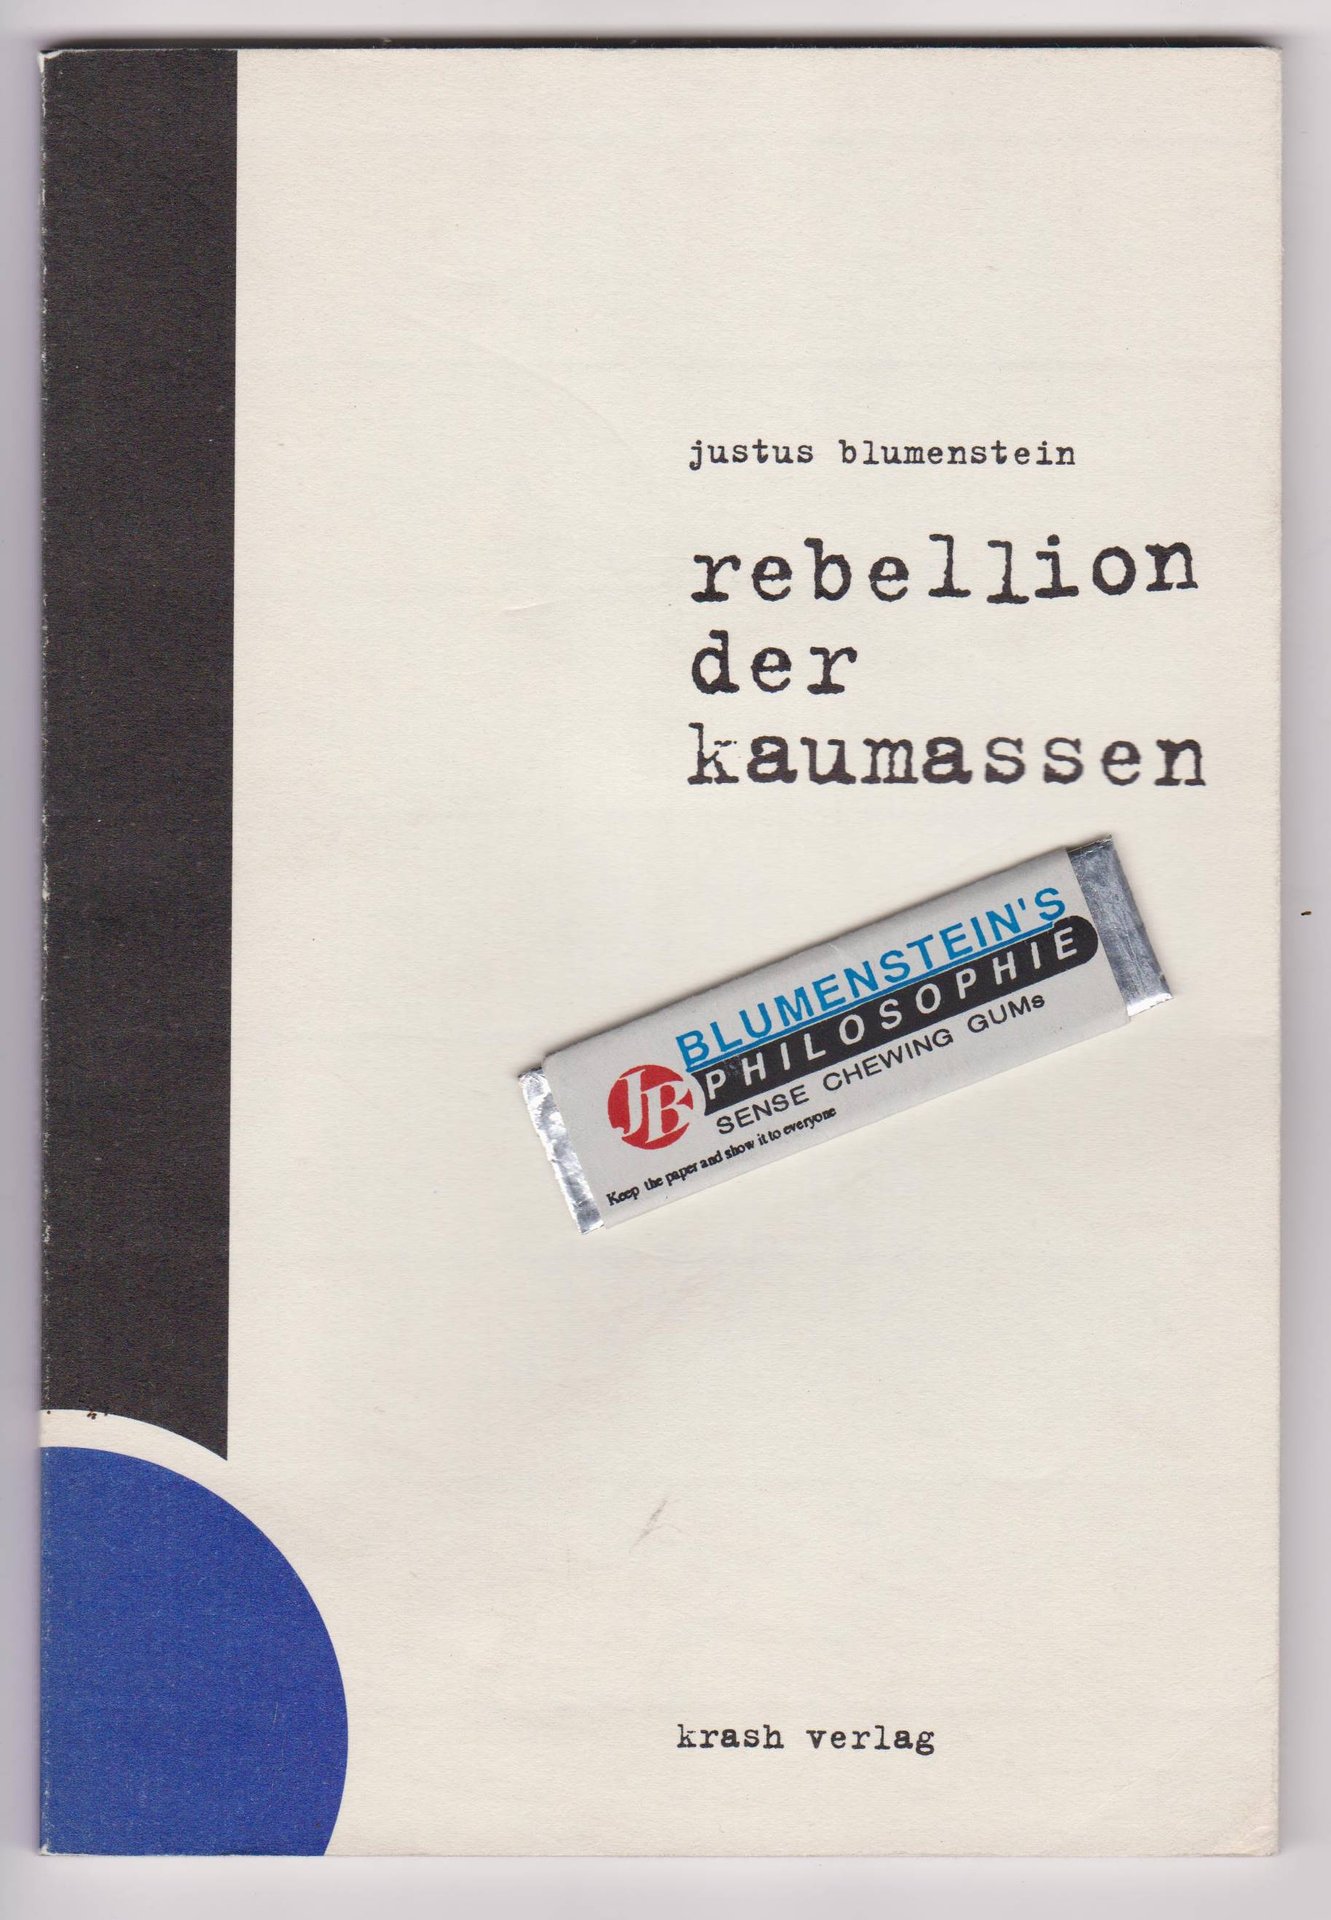 justus blumenstein
rebellion
der
kaumassen
BLUMENSTEIN'S
PHILOSOPHIE
JB
SENSE CHEWING GUMs
Keep the paper and show it to everyone
krash verlag